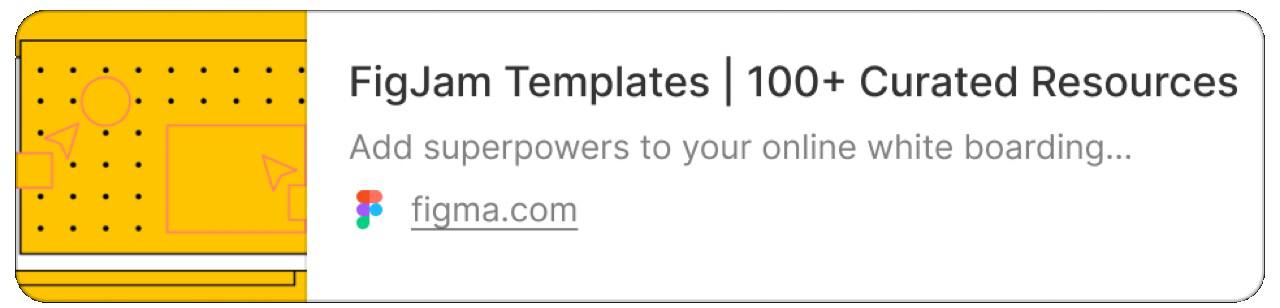 FigJam Templates | 100+ Curated Resources
Add superpowers to your online white boarding...
figma.com